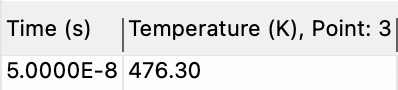 Time (s) Temperature (K), Point: 3
5.0000E-8 476.30